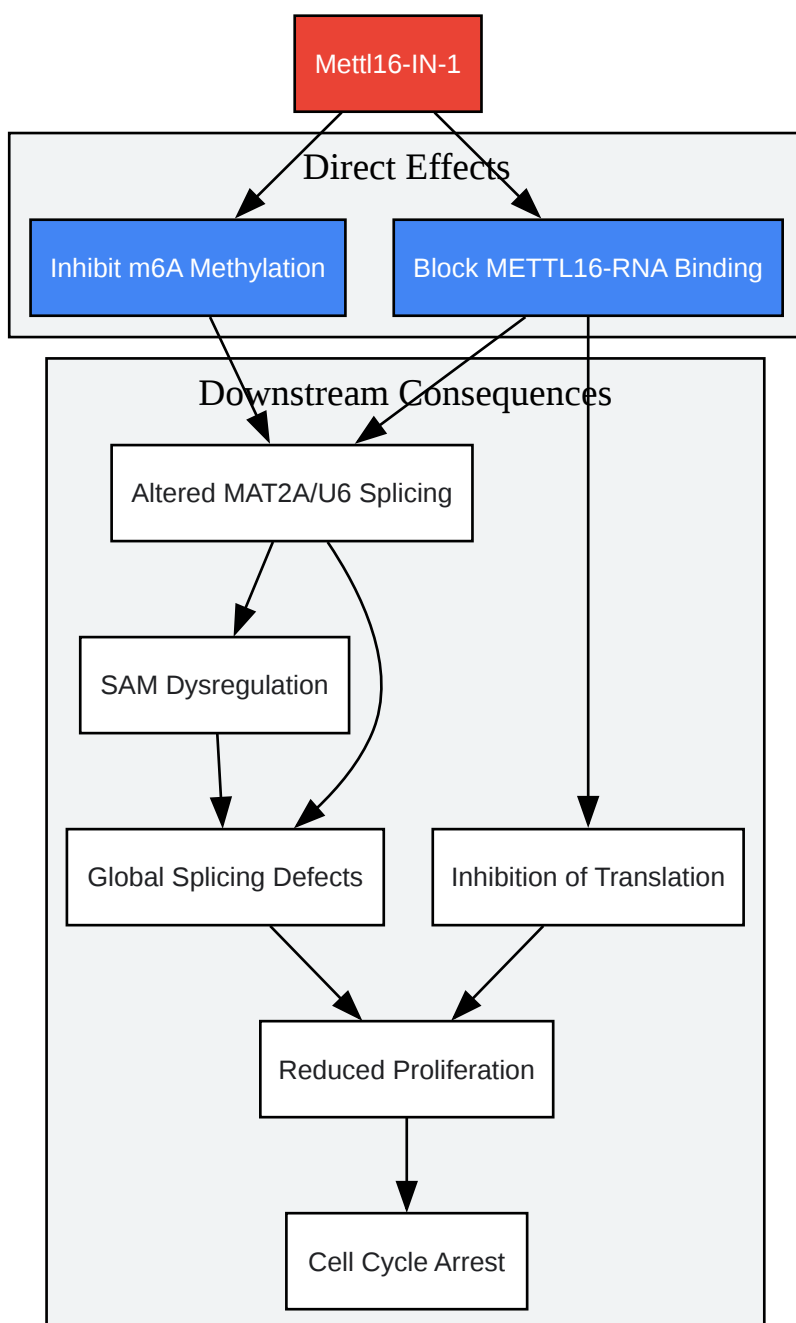 Mettl16-IN-1
Direct Effects
Inhibit m6A Methylation
Block METTL16-RNA Binding
Downstream Consequences
Altered MAT2A/U6 Splicing
SAM Dysregulation
Global Splicing Defects
Inhibition of Translation
Reduced Proliferation
Cell Cycle Arrest